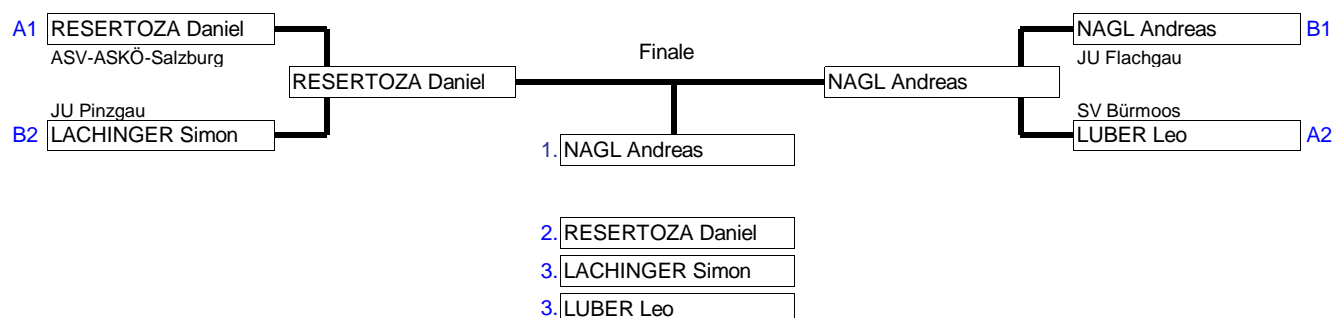 A1 RESERTOZA Daniel
ASV-ASKÖ-Salzburg
RESERTOZA Daniel
JU Pinzgau
B2 LACHINGER Simon
Finale
NAGL Andreas B1
JU Flachgau
NAGL Andreas
SV Bürmoos
LUBER Leo A2
1. NAGL Andreas
2. RESERTOZA Daniel
3. LACHINGER Simon
3. LUBER Leo